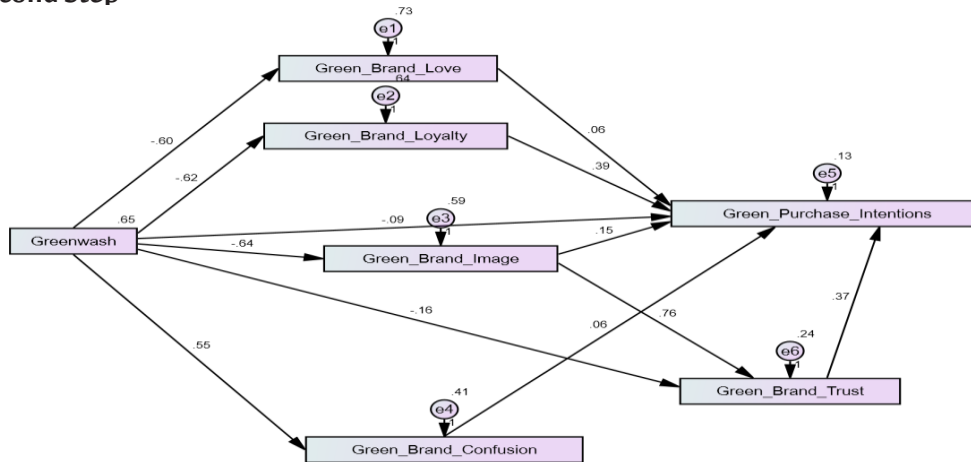 cond Step
.73
e1
1
Green_Brand_Love
.64
e2
1
Green_Brand_Loyalty
-.60
.06
-.62
.39
.13
e5
1
Green_Purchase_Intentions
.65
Greenwash
-.09
.59
e3
1
-.64
.15
Green_Brand_Image
-.16
.06
.76
.37
.24
e6
1
Green_Brand_Trust
.55
.41
e4
1
Green_Brand_Confusion